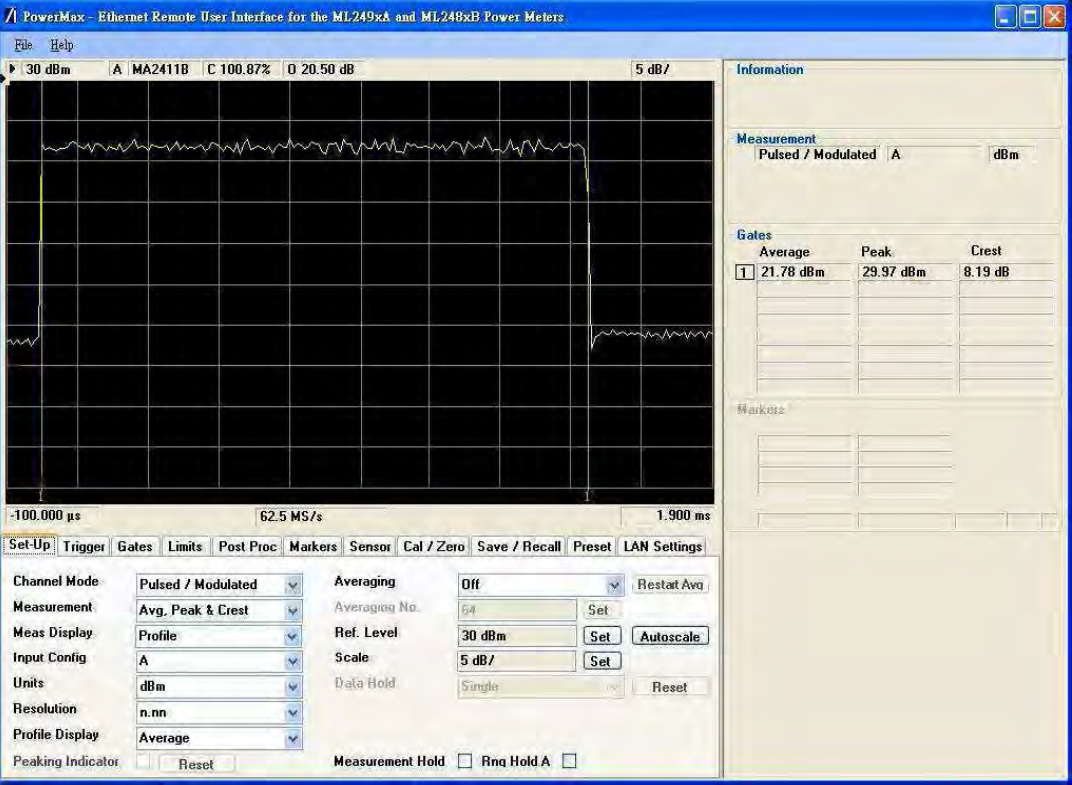 PowerMax - Ethernet Remote User Interface for the ML249xA and ML248xB Power Meters
File Help
30 dBm A MA2411B C 100.87% O 20.50 dB 5 dB/
-100.000 µs 62.5 MS/s 1.900 ms
1 1
Information
Measurement
Pulsed / Modulated A dBm
Gates
Average Peak Crest
1 21.78 dBm 29.97 dBm 8.19 dB
Markers
Set-Up Trigger Gates Limits Post Proc Markers Sensor Cal / Zero Save / Recall Preset LAN Settings
Channel Mode Pulsed / Modulated Averaging Off Restart Avg
Measurement Avg, Peak & Crest Averaging No. 64 Set
Meas Display Profile Ref. Level 30 dBm Set Autoscale
Input Config A Scale 5 dB/ Set
Units dBm Data Hold Single Reset
Resolution n.nn
Profile Display Average
Peaking Indicator Reset Measurement Hold Rng Hold A